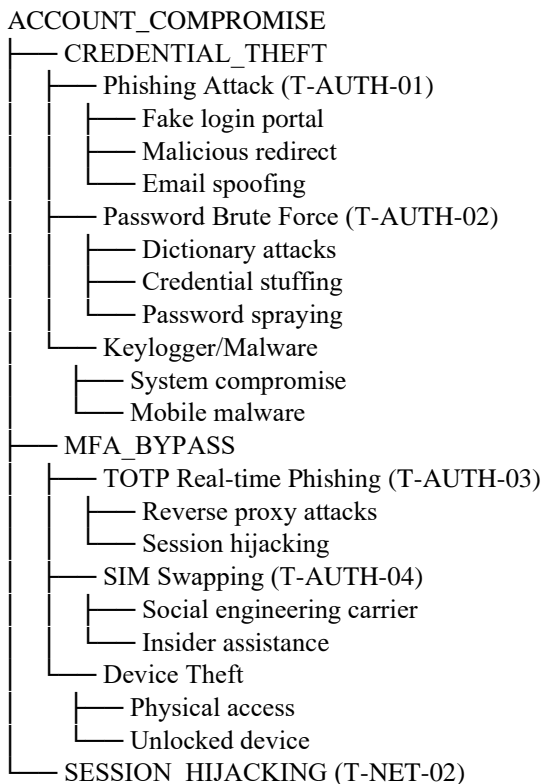 ACCOUNT_COMPROMISE
├── CREDENTIAL_THEFT
│ ├── Phishing Attack (T-AUTH-01)
│ │ ├── Fake login portal
│ │ ├── Malicious redirect
│ │ └── Email spoofing
│ ├── Password Brute Force (T-AUTH-02)
│ │ ├── Dictionary attacks
│ │ ├── Credential stuffing
│ │ └── Password spraying
│ └── Keylogger/Malware
│ ├── System compromise
│ └── Mobile malware
├── MFA_BYPASS
│ ├── TOTP Real-time Phishing (T-AUTH-03)
│ │ ├── Reverse proxy attacks
│ │ └── Session hijacking
│ ├── SIM Swapping (T-AUTH-04)
│ │ ├── Social engineering carrier
│ │ └── Insider assistance
│ └── Device Theft
│ ├── Physical access
│ └── Unlocked device
└── SESSION_HIJACKING (T-NET-02)